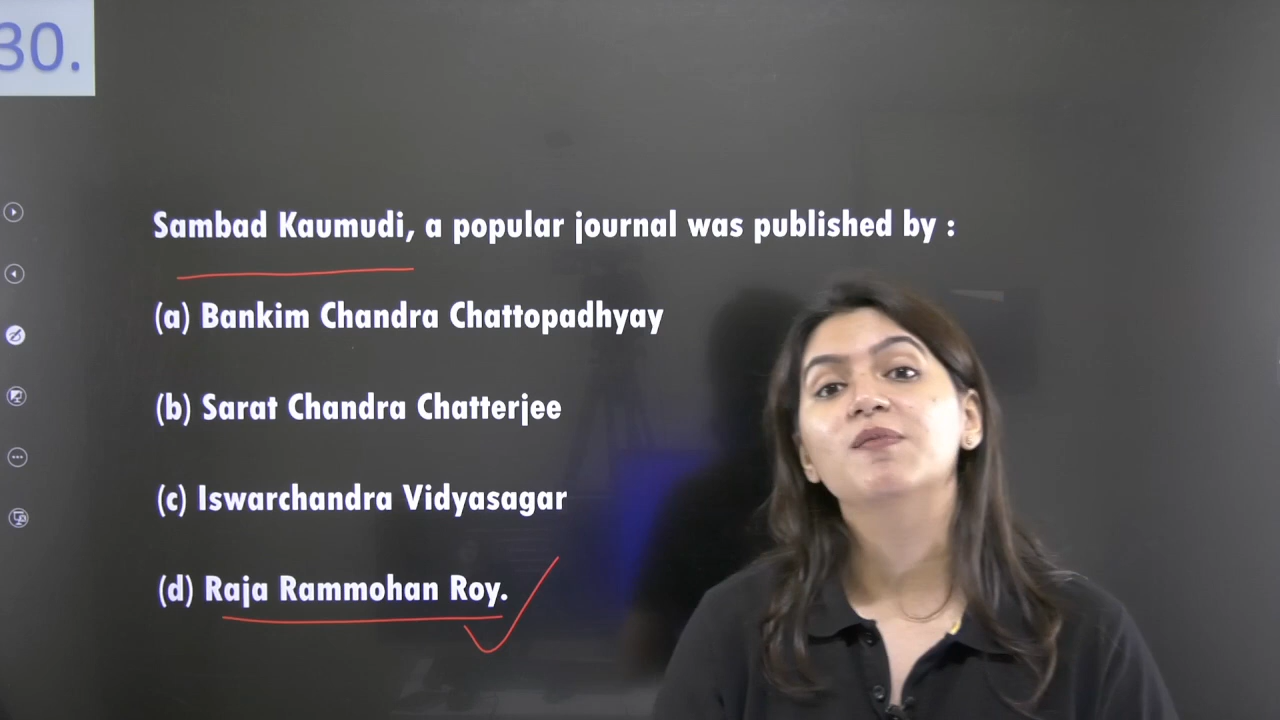 30.
Sambad Kaumudi, a popular journal was published by :
(a) Bankim Chandra Chattopadhyay
(b) Sarat Chandra Chatterjee
(c) Iswarchandra Vidyasagar
(d) Raja Rammohan Roy.